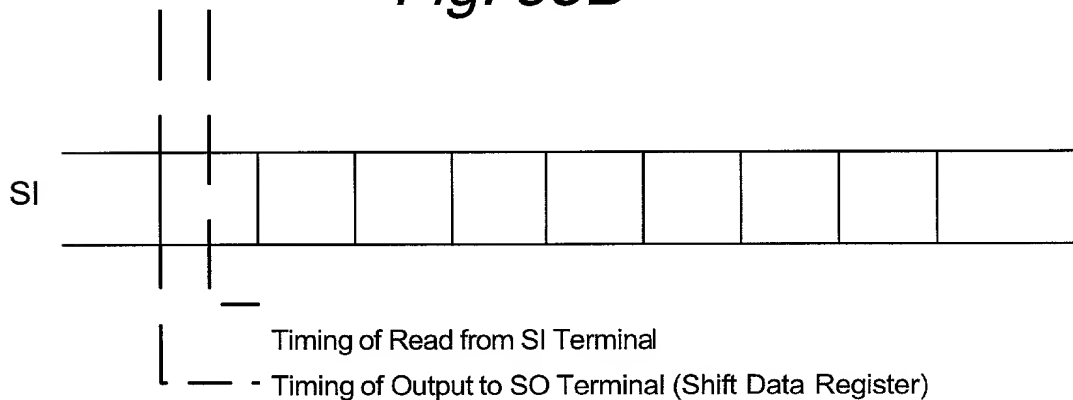 SI
Timing of Read from SI Terminal
Timing of Output to SO Terminal (Shift Data Register)